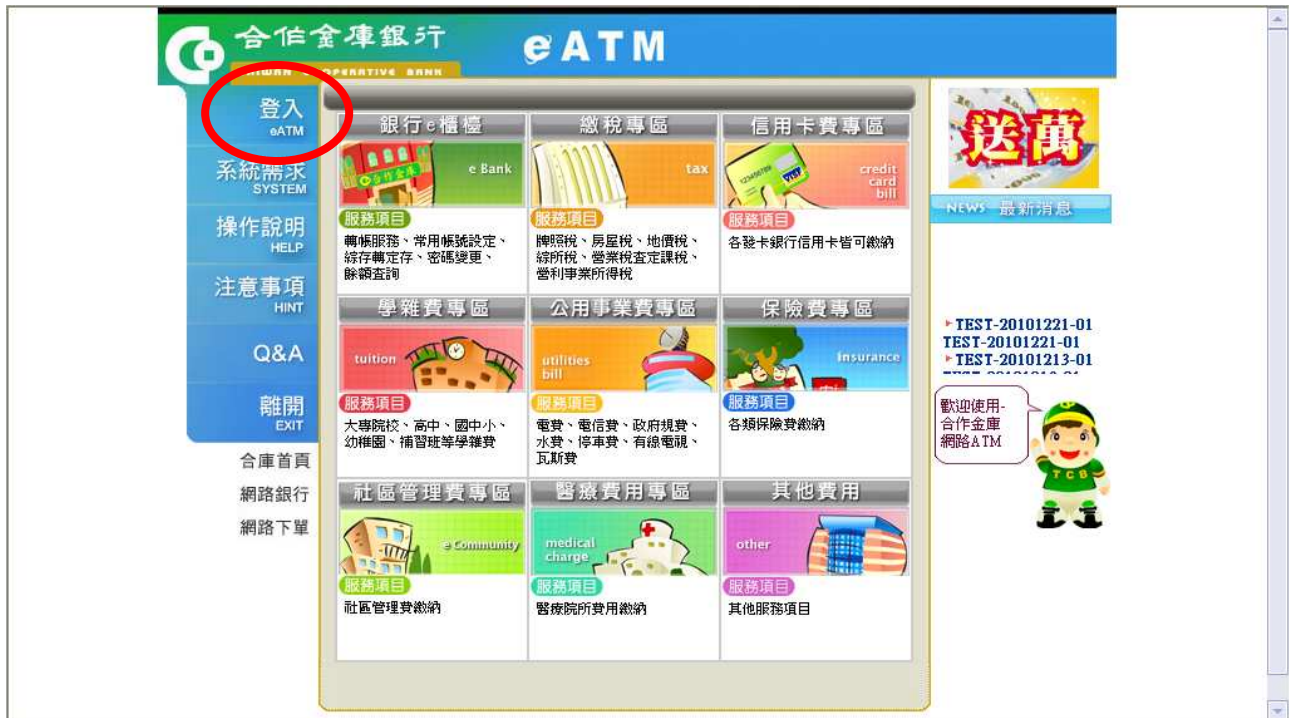 合作金庫銀行
eATM
TAIWAN COOPERATIVE BANK
登入
eATM
系統需求
SYSTEM
操作說明
HELP
注意事項
HINT
Q&A
離開
EXIT
合庫首頁
網路銀行
網路下單
銀行e櫃檯
合作金庫
e Bank
服務項目
轉帳服務、常用帳號設定、
綜存轉定存、密碼變更、
餘額查詢
繳稅專區
tax
服務項目
牌照稅、房屋稅、地價稅、
綜所稅、營業稅查定課稅、
營利事業所得稅
信用卡費專區
123456789
VISA
credit
card
bill
服務項目
各發卡銀行信用卡皆可繳納
學雜費專區
tuition
服務項目
大專院校、高中、國中小、
幼稚園、補習班等學雜費
公用事業費專區
utilities
bill
服務項目
電費、電信費、政府規費、
水費、停車費、有線電視、
瓦斯費
保險費專區
insurance
服務項目
各類保險費繳納
社區管理費專區
e Community
服務項目
社區管理費繳納
醫療費用專區
medical
charge
服務項目
醫療院所費用繳納
其他費用
other
服務項目
其他服務項目
送萬
NEWS 最新消息
TEST-20101221-01
TEST-20101221-01
TEST-20101213-01
歡迎使用-
合作金庫
網路ATM
TCB